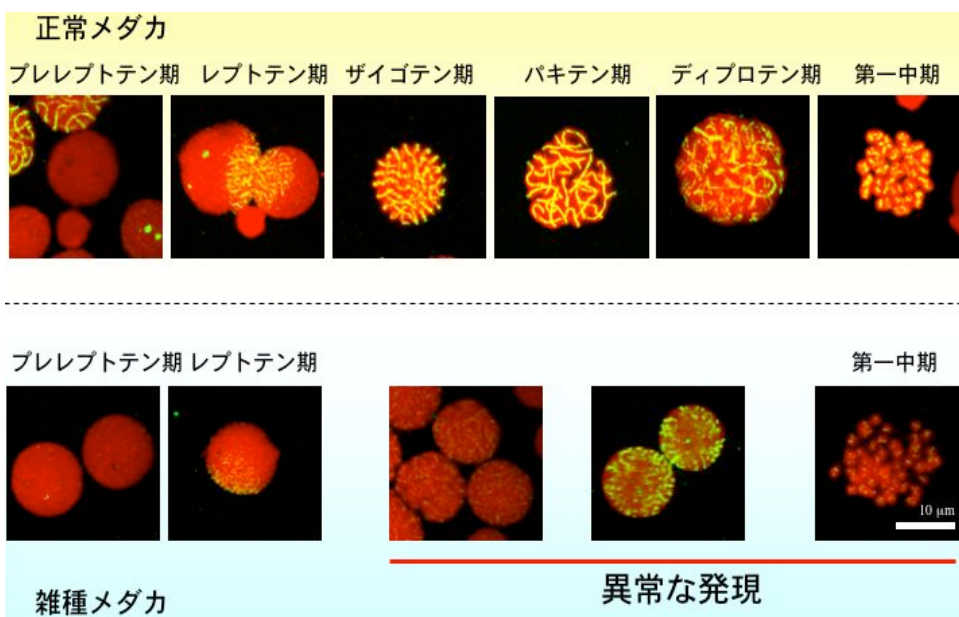 正常メダカ
プレレプトテン期 レプトテン期 ザイゴテン期 パキテン期 ディプロテン期 第一中期
プレレプトテン期 レプトテン期 第一中期
10 μm
異常な発現
雑種メダカ